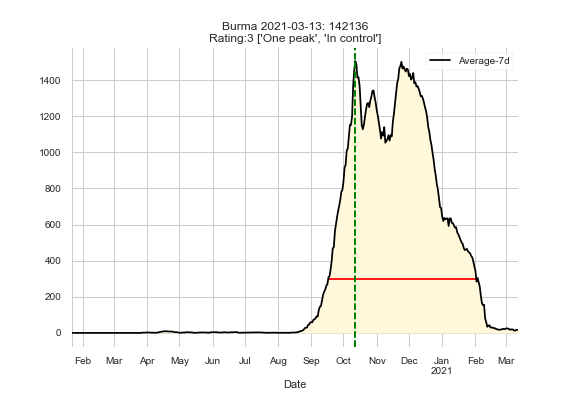 Burma 2021-03-13: 142136
Rating:3 ['One peak', 'In control']
Average-7d
1400
1200
1000
800
600
400
200
0
Feb Mar Apr May Jun Jul Aug Sep Oct Nov Dec Jan Feb Mar
2021
Date